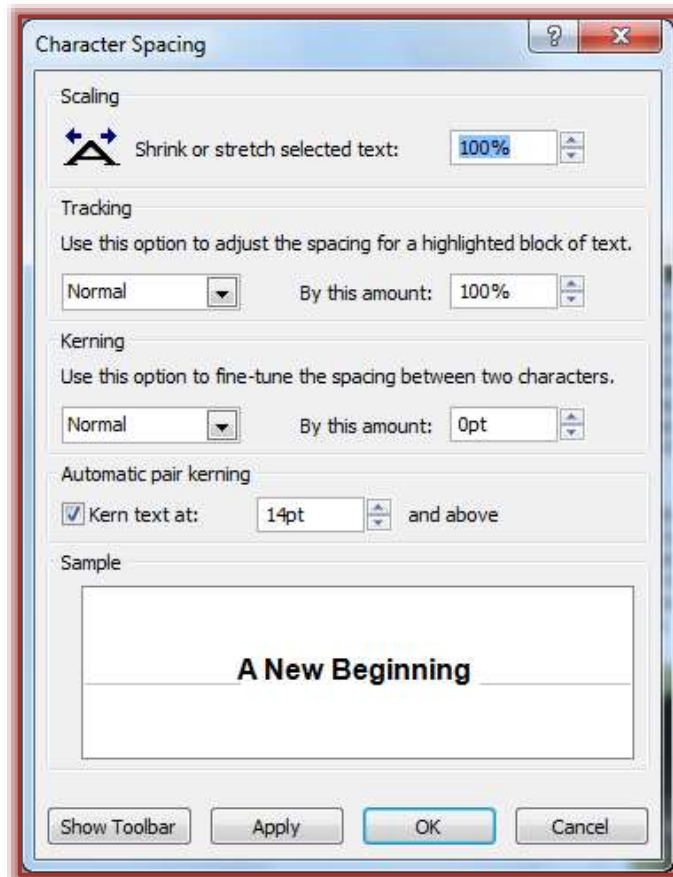 Character Spacing
Scaling
Shrink or stretch selected text: 100%
Tracking
Use this option to adjust the spacing for a highlighted block of text.
Normal By this amount: 100%
Kerning
Use this option to fine-tune the spacing between two characters.
Normal By this amount: 0pt
Automatic pair kerning
Kern text at: 14pt and above
Sample
A New Beginning
Show Toolbar Apply OK Cancel